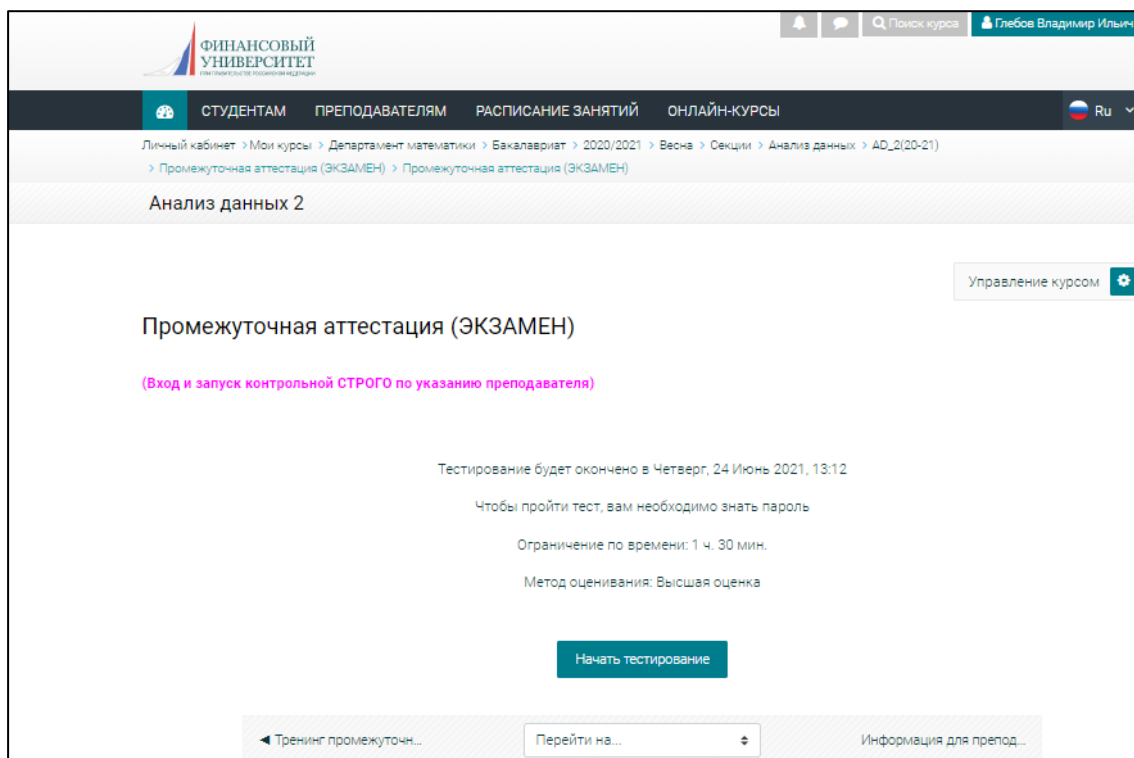 Поиск курса
Глебов Владимир Ильич
ФИНАНСОВЫЙ
УНИВЕРСИТЕТ
ПРИ ПРАВИТЕЛЬСТВЕ РОССИЙСКОЙ ФЕДЕРАЦИИ
СТУДЕНТАМ ПРЕПОДАВАТЕЛЯМ РАСПИСАНИЕ ЗАНЯТИЙ ОНЛАЙН-КУРСЫ Ru
Личный кабинет > Мои курсы > Департамент математики > Бакалавриат > 2020/2021 > Весна > Секции > Анализ данных > AD_2(20-21)
> Промежуточная аттестация (ЭКЗАМЕН) > Промежуточная аттестация (ЭКЗАМЕН)
Анализ данных 2
Управление курсом
Промежуточная аттестация (ЭКЗАМЕН)
(Вход и запуск контрольной СТРОГО по указанию преподавателя)
Тестирование будет окончено в Четверг, 24 Июнь 2021, 13:12
Чтобы пройти тест, вам необходимо знать пароль
Ограничение по времени: 1 ч. 30 мин.
Метод оценивания: Высшая оценка
Начать тестирование
◄ Тренинг промежуточн... Перейти на... Информация для препод...